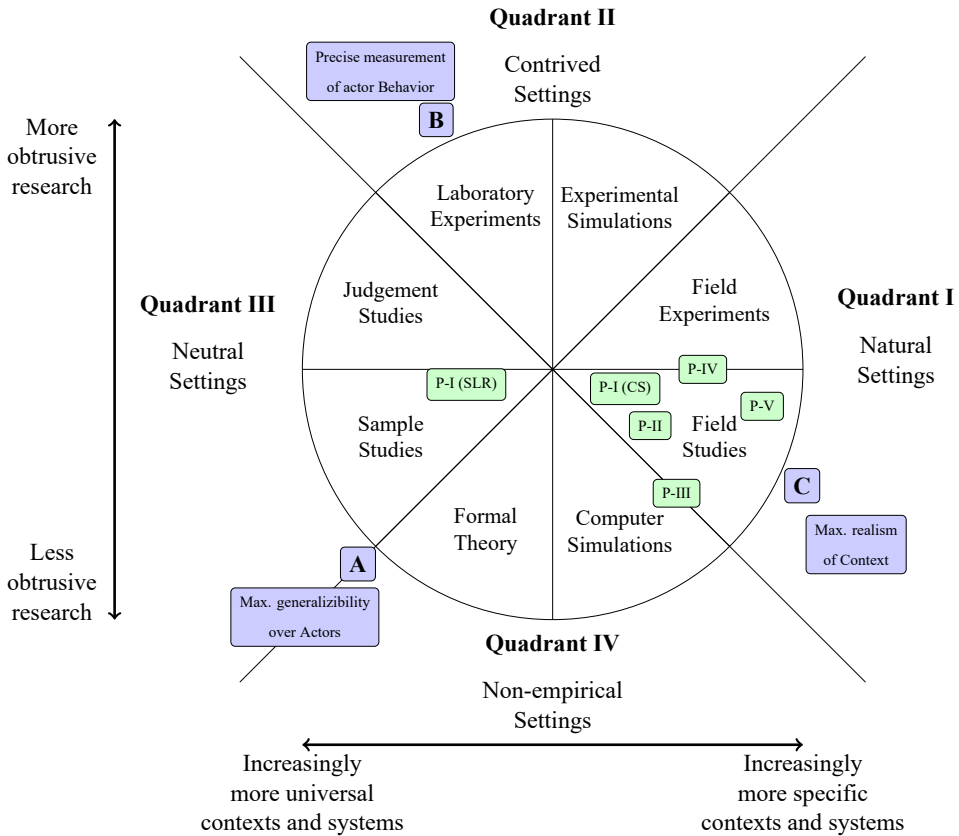 Quadrant II
Contrived
Settings
Precise measurement
of actor Behavior
B
More
obtrusive
research
Laboratory
Experiments
Experimental
Simulations
Quadrant III
Neutral
Settings
Judgement
Studies
Field
Experiments
Quadrant I
Natural
Settings
P-I (SLR)
P-I (CS)
P-IV
P-V
P-II
Sample
Studies
Field
Studies
P-III
C
Max. realism
of Context
Formal
Theory
Computer
Simulations
Less
obtrusive
research
A
Max. generalizibility
over Actors
Quadrant IV
Non-empirical
Settings
Increasingly
more universal
contexts and systems
Increasingly
more specific
contexts and systems